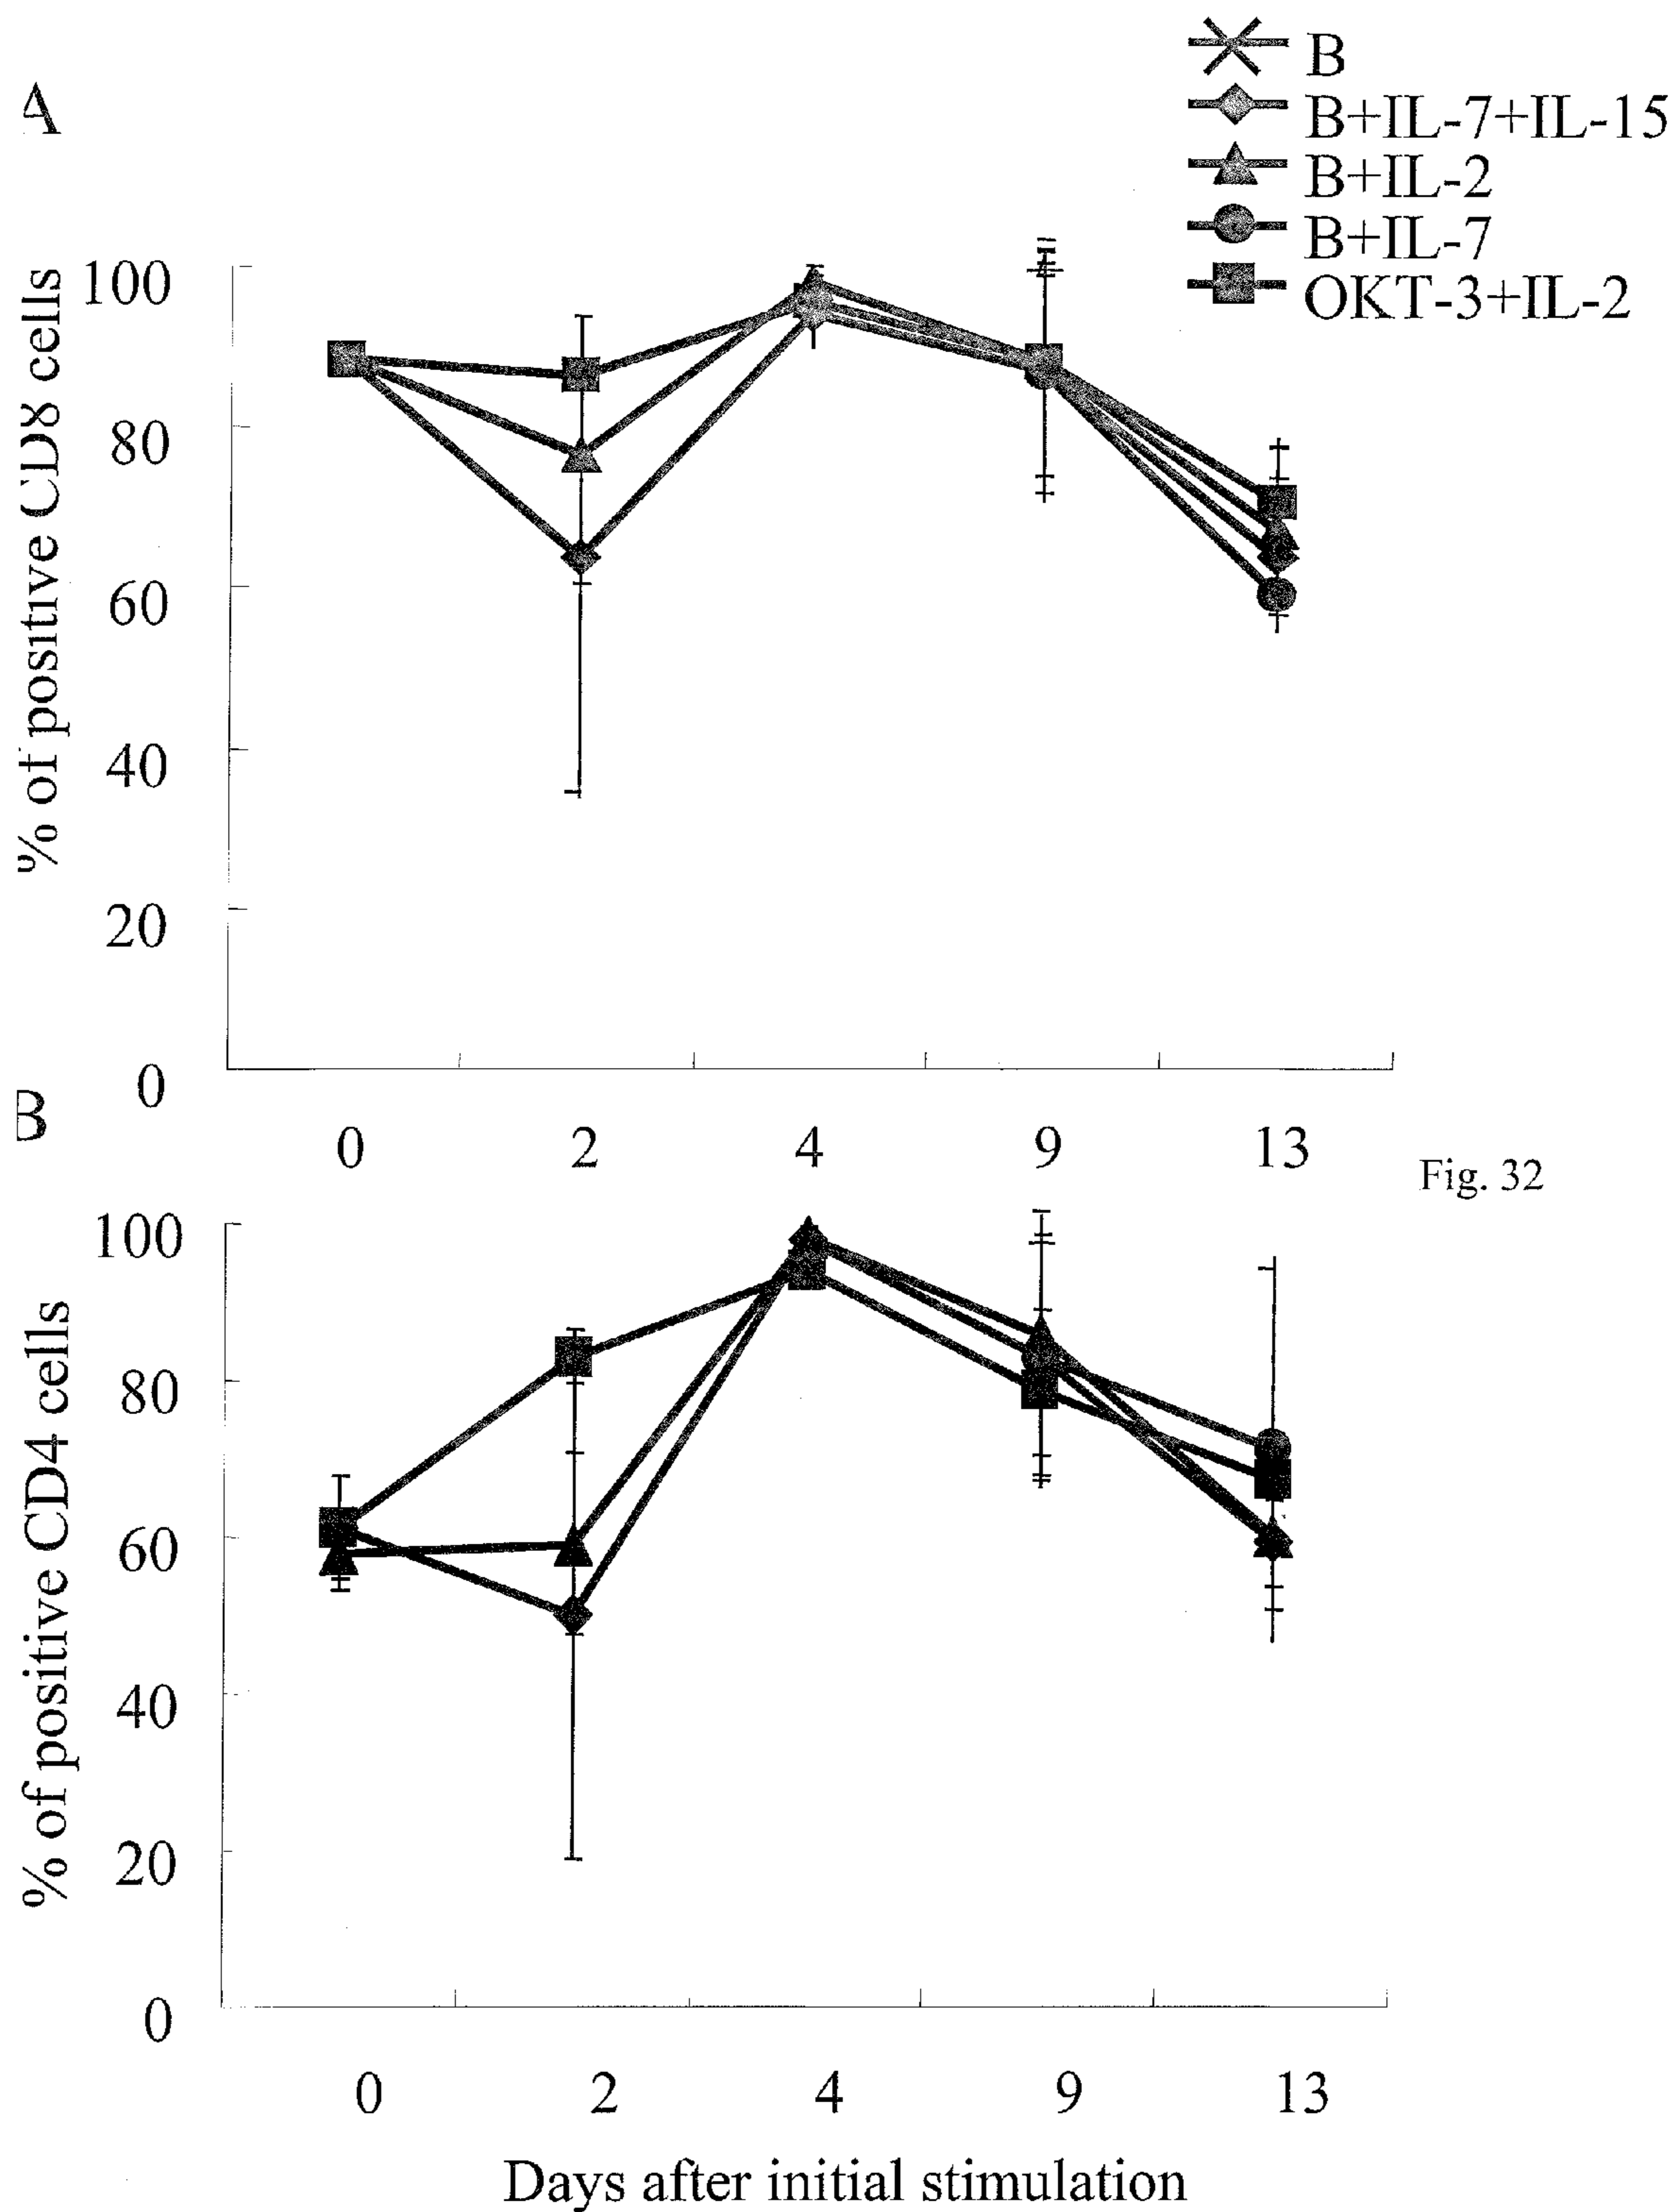 B
B+IL-7+IL-15
B+IL-2
B+IL-7
OKT-3+IL-2
A
% of positive CD8 cells
100
80
60
40
20
0
0 2 4 9 13
B
Fig. 32
% of positive CD4 cells
100
80
60
40
20
0
0 2 4 9 13
Days after initial stimulation